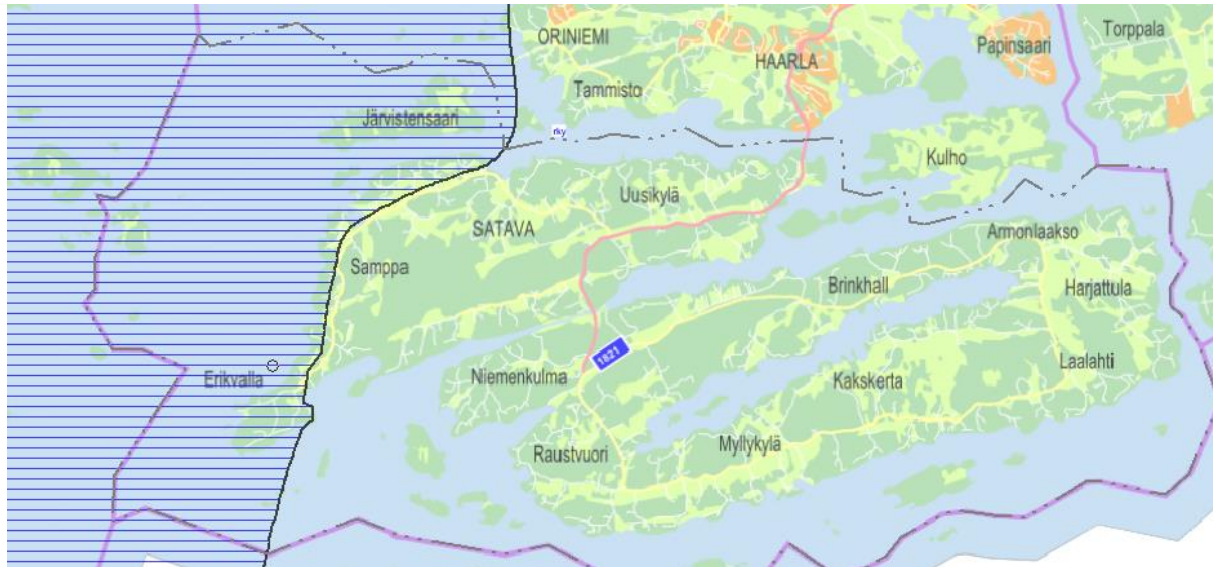 ORINIEMI
Papinsaari
Torppala
HAARLA
Tammisto
Järvistensaari
rky
Kulho
Uusikylä
SATAVA
Armonlaakso
Samppa
Brinkhall
Harjattula
1821
Laalahti
Erikvalla
Niemenkulma
Kakskerta
Myllykylä
Raustvuori